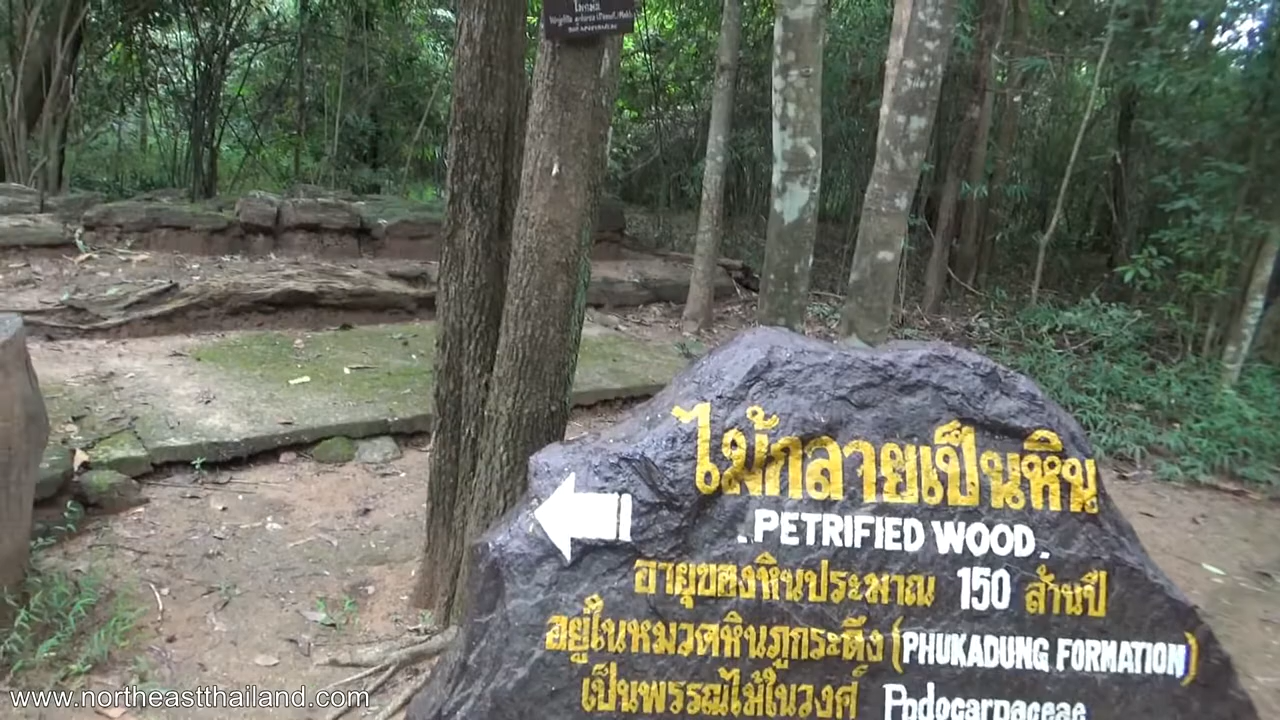 ไม้กลายเป็นหิน
PETRIFIED WOOD.
อายุของหินประมาณ 150 ล้านปี
อยู่ในหมวดหินภูกระดึง (PHUKADUNG FORMATION)
เป็นพรรณไม้ในวงศ์ Podocarpaceae
www.northeastthailand.com